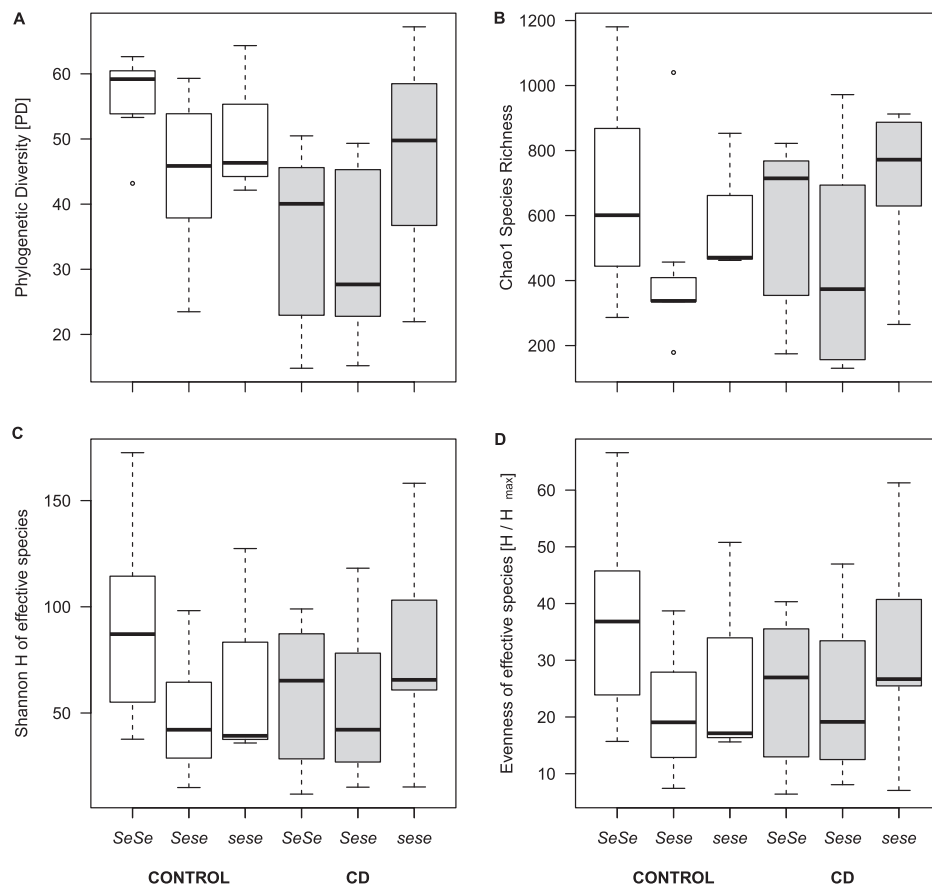 A
Phylogenetic Diversity [PD]
60
50
40
30
20
B
Chao1 Species Richness
1200
1000
800
600
400
200
C
Shannon H of effective species
150
100
50
D
Evenness of effective species [H / H max]
60
50
40
30
20
10
SeSe Sese sese SeSe Sese sese
CONTROL CD
SeSe Sese sese SeSe Sese sese
CONTROL CD